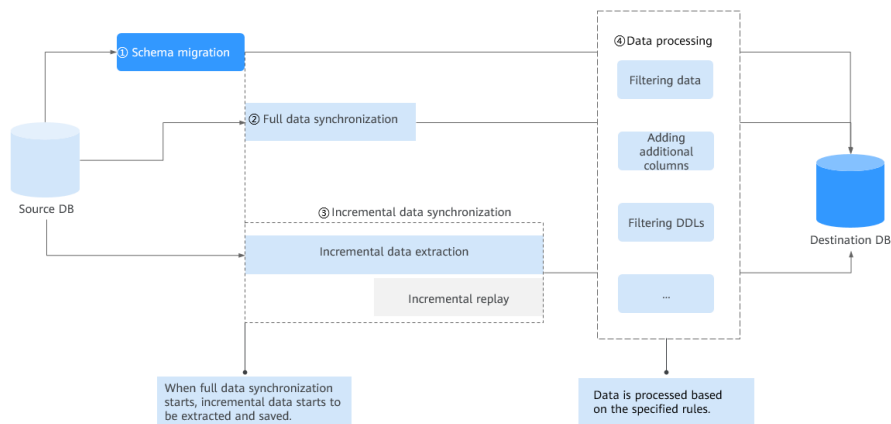 ① Schema migration
④Data processing
Filtering data
② Full data synchronization
Adding
additional
columns
Source DB
③ Incremental data synchronization
Filtering DDLs
Destination DB
Incremental data extraction
Incremental replay
...
When full data synchronization
starts, incremental data starts to
be extracted and saved.
Data is processed based
on the specified rules.